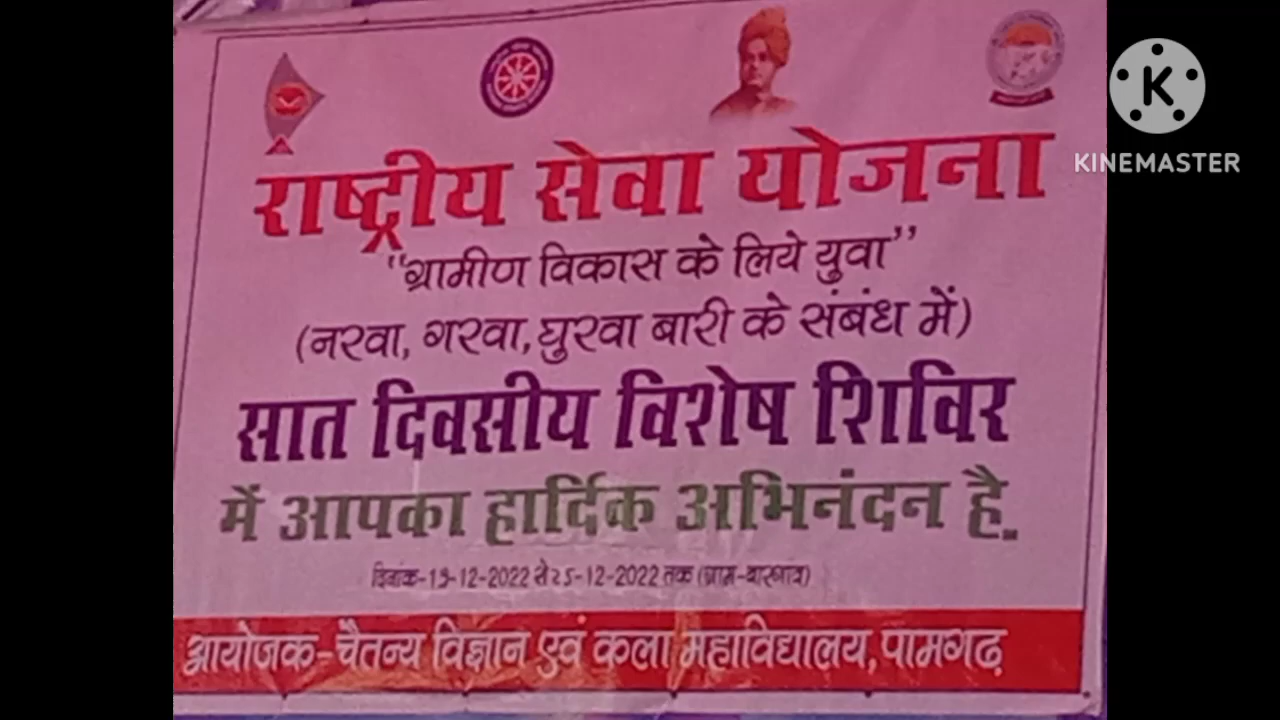 राष्ट्रीय सेवा योजना
"ग्रामीण विकास के लिये युवा"
(नरवा, गरवा, घुरवा बारी के संबंध में)
सात दिवसीय विशेष शिविर
में आपका हार्दिक अभिनंदन है.
दिनांक-19-12-2022 से 25-12-2022 तक (ग्राम-
आयोजक-चैतन्य विज्ञान एवं कला महाविद्यालय, पामगढ़
KINEMASTER